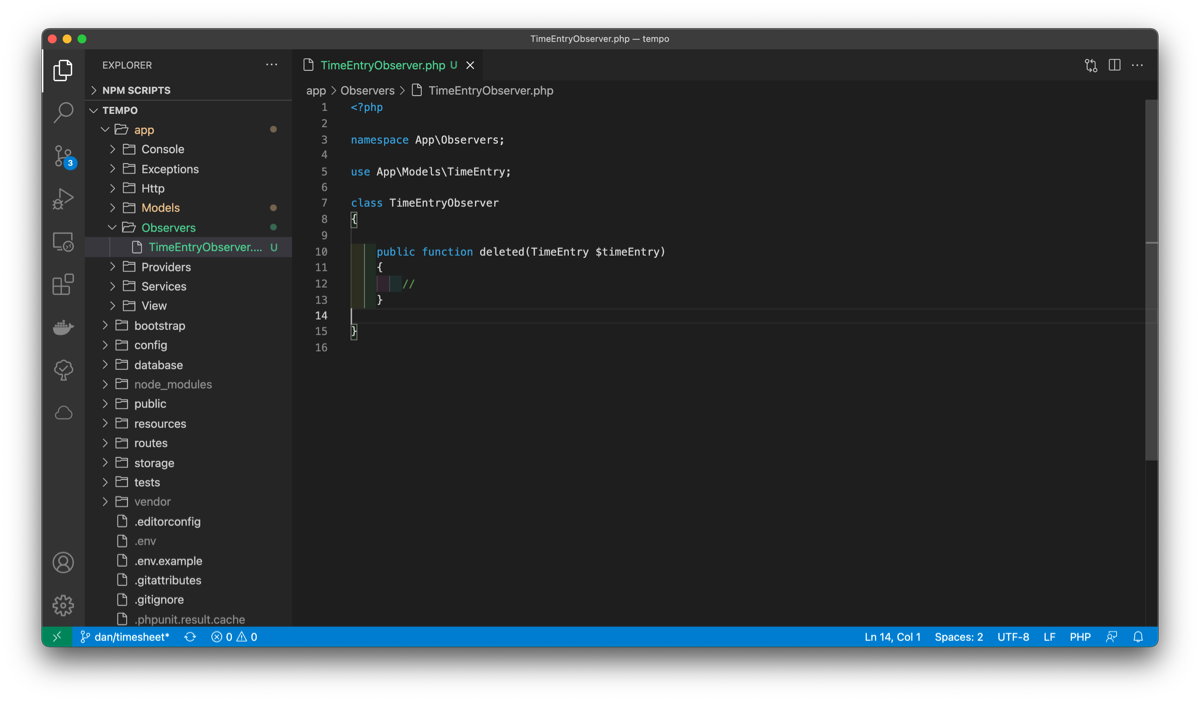 TimeEntryObserver.php — tempo
EXPLORER
NPM SCRIPTS
TEMPO
app
Console
Exceptions
Http
Models
Observers
TimeEntryObserver.... U
Providers
Services
View
bootstrap
config
database
node_modules
public
resources
routes
storage
tests
vendor
.editorconfig
.env
.env.example
.gitattributes
.gitignore
.phpunit.result.cache
3
TimeEntryObserver.php U
app > Observers > TimeEntryObserver.php
1 <?php
2
3 namespace App\Observers;
4
5 use App\Models\TimeEntry;
6
7 class TimeEntryObserver
8 {
9
10 public function deleted(TimeEntry $timeEntry)
11 {
12 //
13 }
14
15 }
16
dan/timesheet* 0 0 Ln 14, Col 1 Spaces: 2 UTF-8 LF PHP